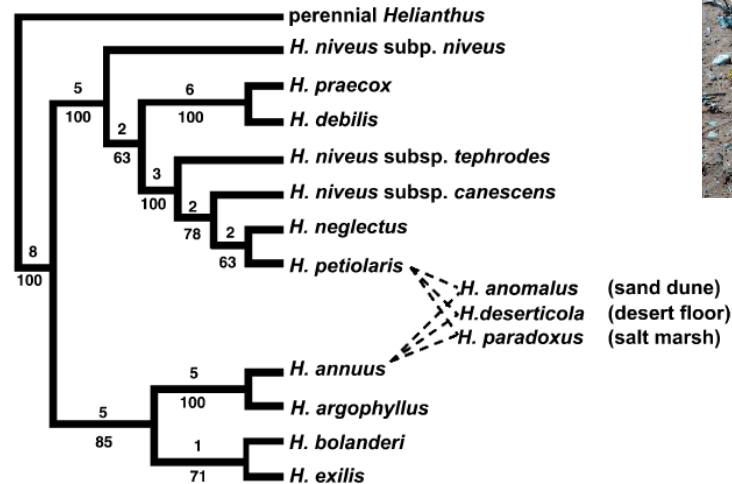 perennial Helianthus
H. niveus subp. niveus
5
6
H. praecox
100
100
H. debilis
2
63
3
H. niveus subsp. tephrodes
100
2
H. niveus subsp. canescens
78
2
H. neglectus
63
H. petiolaris
8
100
H. anomalus (sand dune)
H.deserticola (desert floor)
H. paradoxus (salt marsh)
5
H. annuus
100
H. argophyllus
5
85
1
H. bolanderi
71
H. exilis